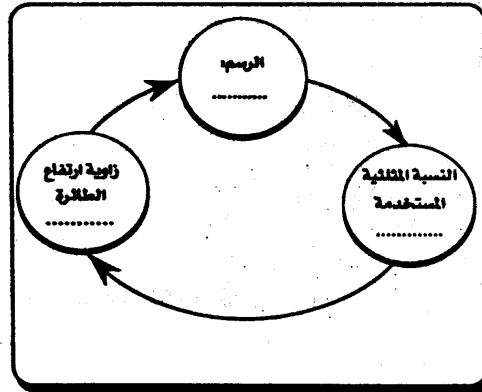 الرسم:
...........
النسبة المثلثية
المستخدمة
.............
زاوية ارتفاع
الطائرة
.............